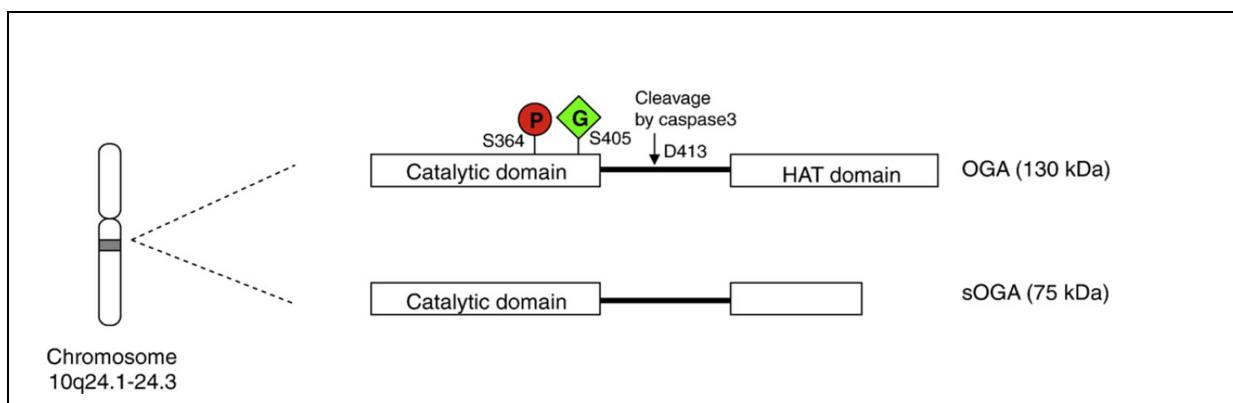 Cleavage
by caspase3
P
G
S364
S405
D413
Catalytic domain
HAT domain
OGA (130 kDa)
Catalytic domain
sOGA (75 kDa)
Chromosome
10q24.1-24.3